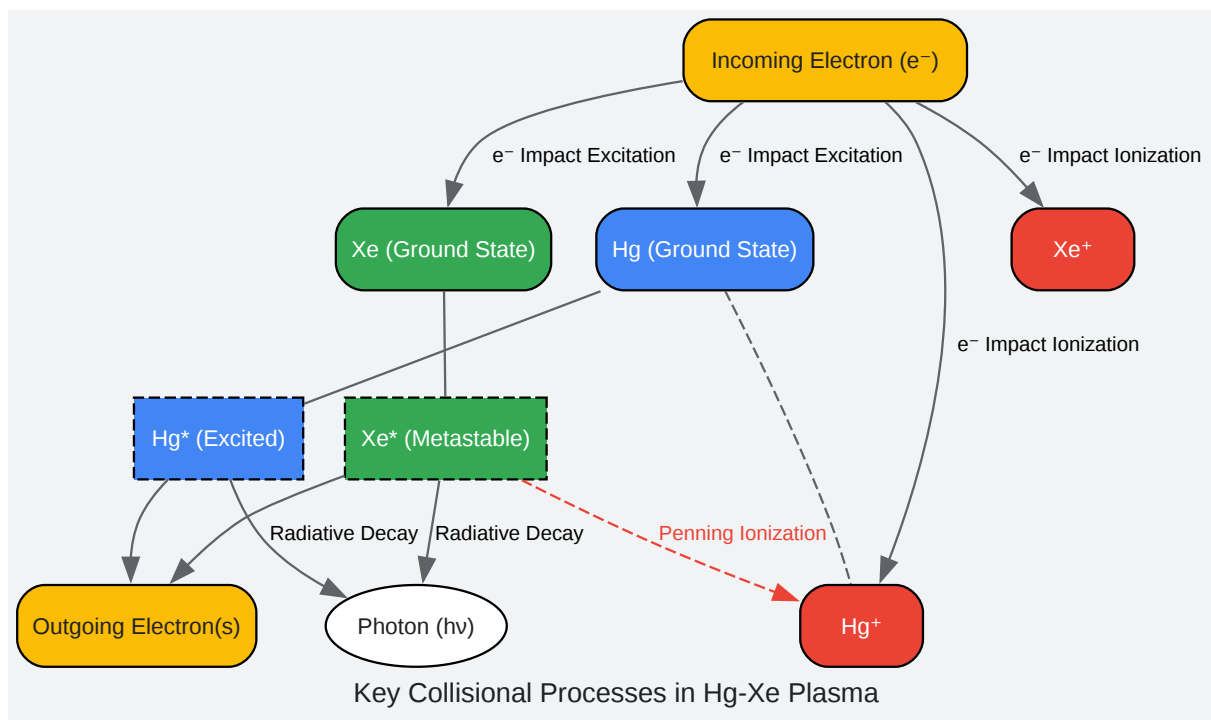 Incoming Electron (e⁻)
e⁻ Impact Excitation
e⁻ Impact Excitation
e⁻ Impact Ionization
Xe (Ground State)
Hg (Ground State)
Xe⁺
e⁻ Impact Ionization
Hg* (Excited)
Xe* (Metastable)
Radiative Decay
Radiative Decay
Penning Ionization
Outgoing Electron(s)
Photon (hν)
Hg⁺
Key Collisional Processes in Hg-Xe Plasma